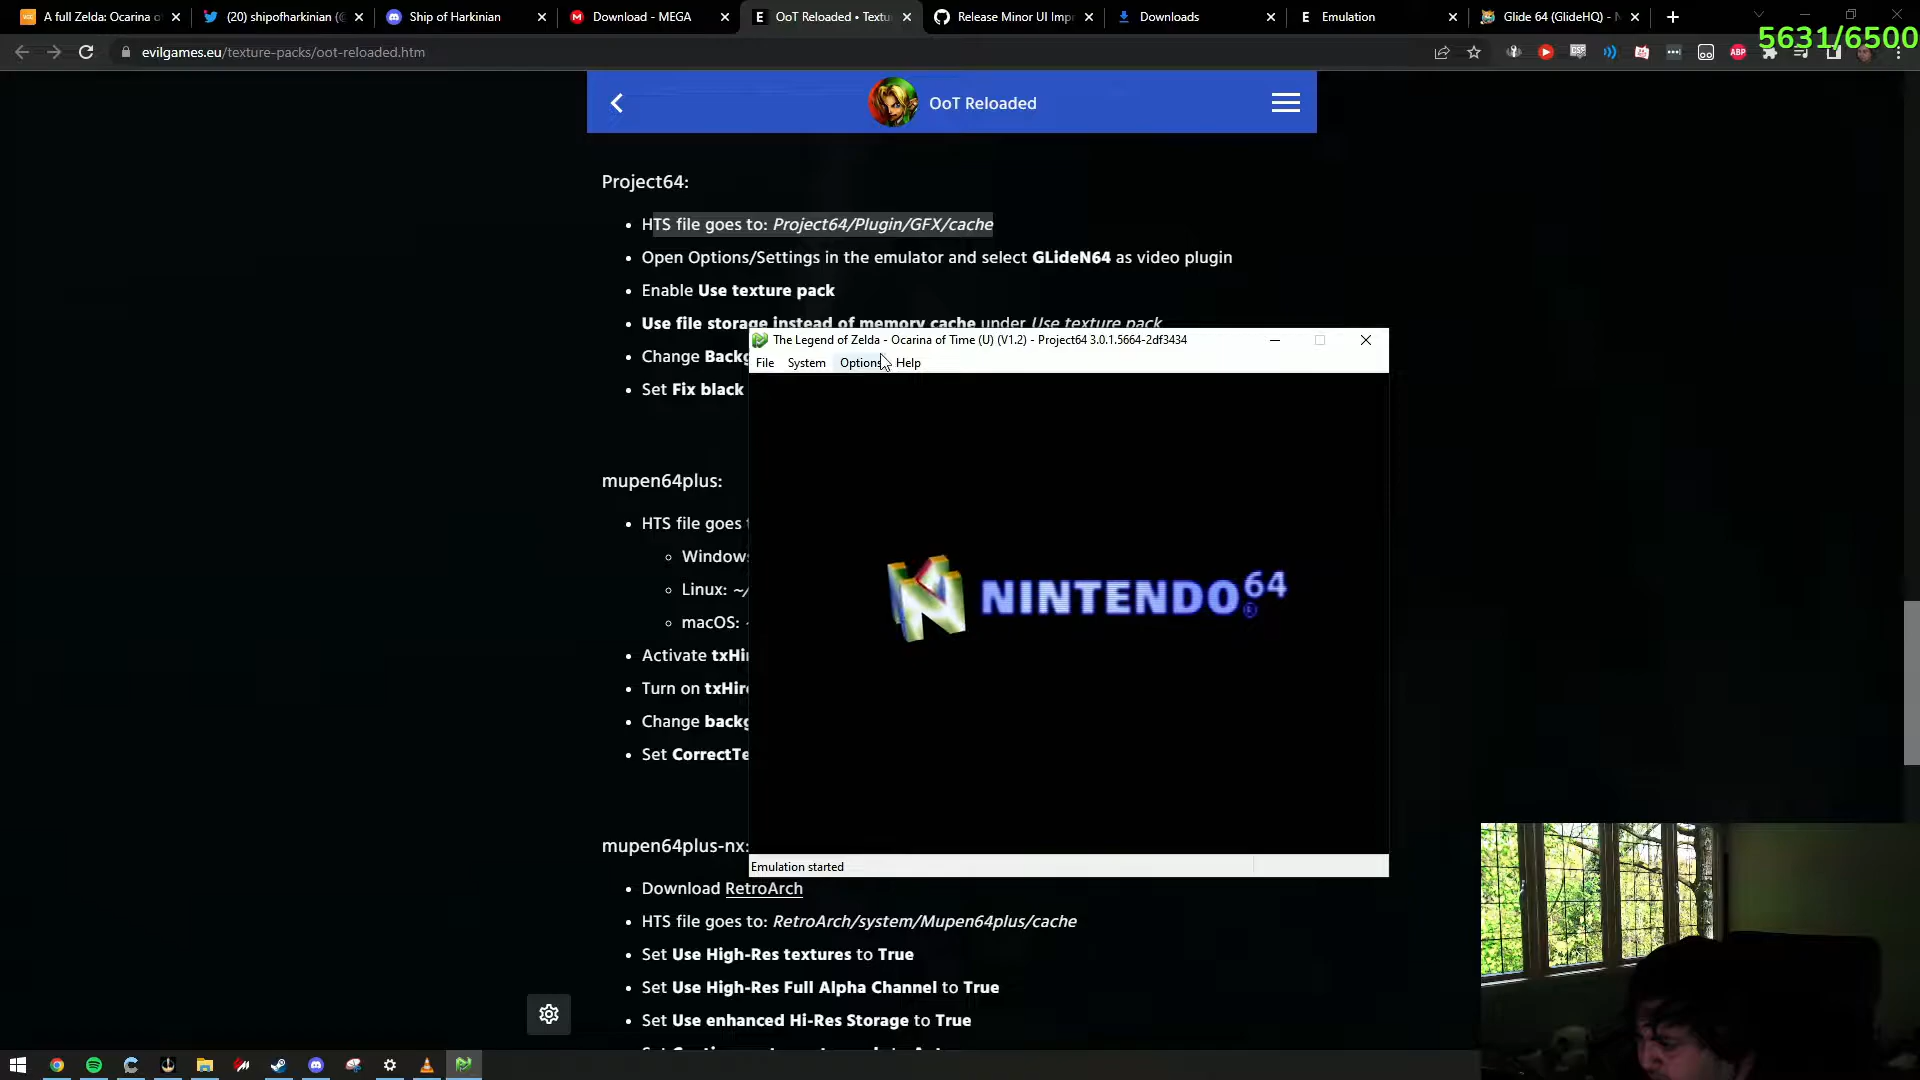 A full Zelda: Ocarina o
(20) shipofharkinian (@
Ship of Harkinian
Download - MEGA
OoT Reloaded • Textu
Release Minor UI Imp
Downloads
Emulation
Glide 64 (GlideHQ) - N
5631/6500
evilgames.eu/texture-packs/oot-reloaded.htm
OoT Reloaded
Project64:
HTS file goes to: Project64/Plugin/GFX/cache
Open Options/Settings in the emulator and select GLideN64 as video plugin
Enable Use texture pack
Use file storage instead of memory cache under Use texture pack
The Legend of Zelda - Ocarina of Time (U) (V1.2) - Project64 3.0.1.5664-2df3434
Change Backg
File System Options Help
Set Fix black
NINTENDO 64
mupen64plus:
HTS file goes t
Windows
Linux: ~/
macOS: ~
Activate txHi
Turn on txHire
Change backg
Set CorrectTe
mupen64plus-nx:
Emulation started
Download RetroArch
HTS file goes to: RetroArch/system/Mupen64plus/cache
Set Use High-Res textures to True
Set Use High-Res Full Alpha Channel to True
Set Use enhanced Hi-Res Storage to True